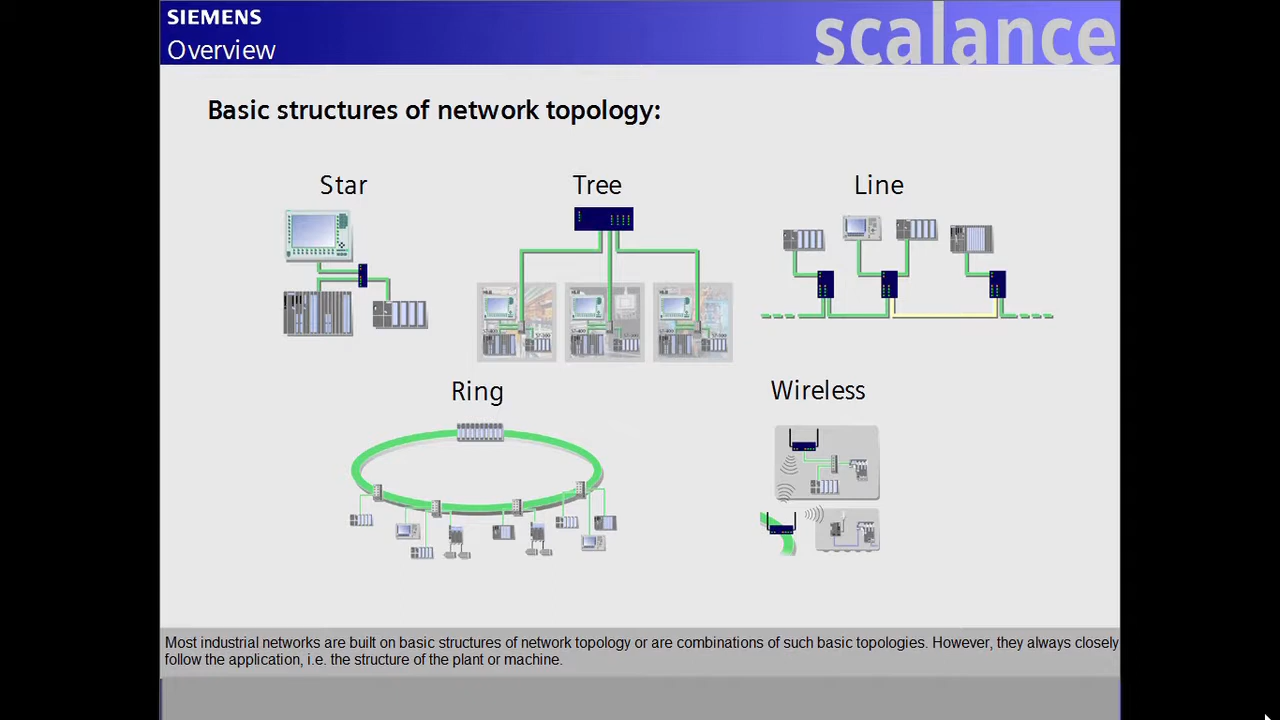 SIEMENS
Overview
scalance
Basic structures of network topology:
Star
Tree
Line
Ring
Wireless
Most industrial networks are built on basic structures of network topology or are combinations of such basic topologies. However, they always closely
follow the application, i.e. the structure of the plant or machine.